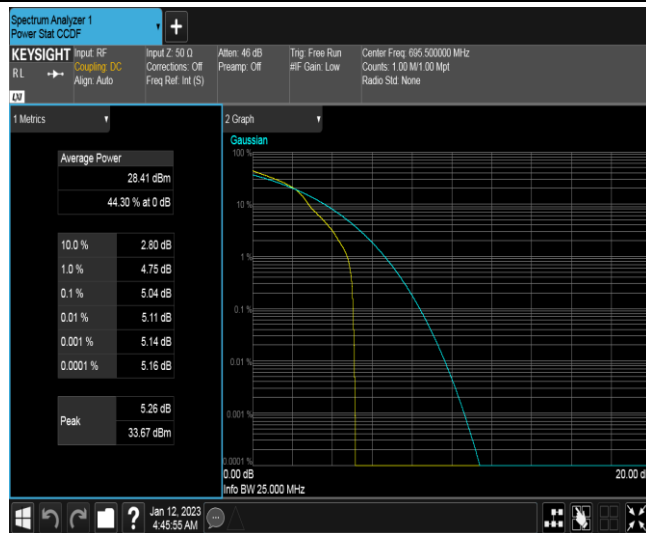 Spectrum Analyzer 1
Power Stat CCDF
KEYSIGHT
RL
Input: RF
Coupling: DC
Align: Auto
Input Z: 50 Ω
Corrections: Off
Freq Ref: Int (S)
Atten: 46 dB
Preamp: Off
Trig: Free Run
#IF Gain: Low
Center Freq: 695.500000 MHz
Counts: 1.00 M/1.00 Mpt
Radio Std: None
1 Metrics
Average Power
28.41 dBm
44.30 % at 0 dB
10.0 % 2.80 dB
1.0 % 4.75 dB
0.1 % 5.04 dB
0.01 % 5.11 dB
0.001 % 5.14 dB
0.0001 % 5.16 dB
Peak
5.26 dB
33.67 dBm
2 Graph
Gaussian
100 %
10 %
1 %
0.1 %
0.01 %
0.001 %
0.0001 %
0.00 dB
20.00 d
Info BW 25.000 MHz
?
Jan 12, 2023
4:45:55 AM